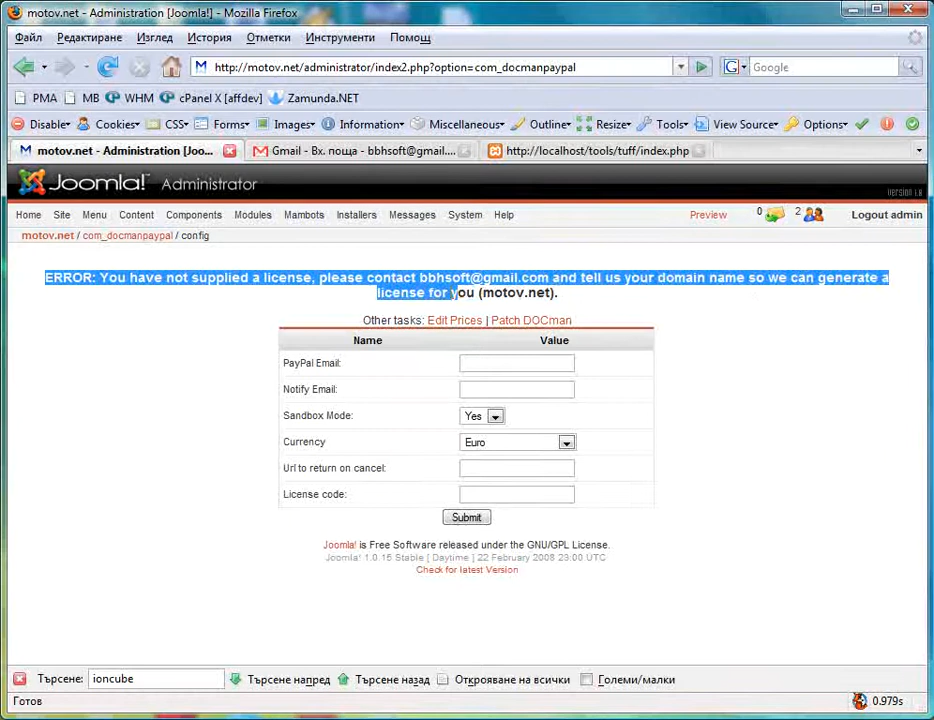 motov.net - Administration [Joomla!] - Mozilla Firefox
Файл Редактиране Изглед История Отметки Инструменти Помощ
http://motov.net/administrator/index2.php?option=com_docmanpaypal Google
PMA MB WHM cPanel X [affdev] Zamunda.NET
Disable Cookies CSS Forms Images Information Miscellaneous Outline Resize Tools View Source Options
motov.net - Administration [Joo... Gmail - Вх. поща - bbhsoft@gmail.... http://localhost/tools/tuff/index.php
Joomla! Administrator
Home Site Menu Content Components Modules Mambots Installers Messages System Help Preview 0 2 Logout admin
motov.net / com_docmanpaypal / config
ERROR: You have not supplied a license, please contact bbhsoft@gmail.com and tell us your domain name so we can generate a
license for you (motov.net).
Other tasks: Edit Prices | Patch DOCman
Name Value
PayPal Email:
Notify Email:
Sandbox Mode: Yes
Currency Euro
Url to return on cancel:
License code:
Submit
Joomla! is Free Software released under the GNU/GPL License.
Joomla! 1.0.15 Stable [ Daytime ] 22 February 2008 23:00 UTC
Check for latest Version
Търсене: ioncube Търсене напред Търсене назад Открояване на всички Големи/малки
Готов 0.979s